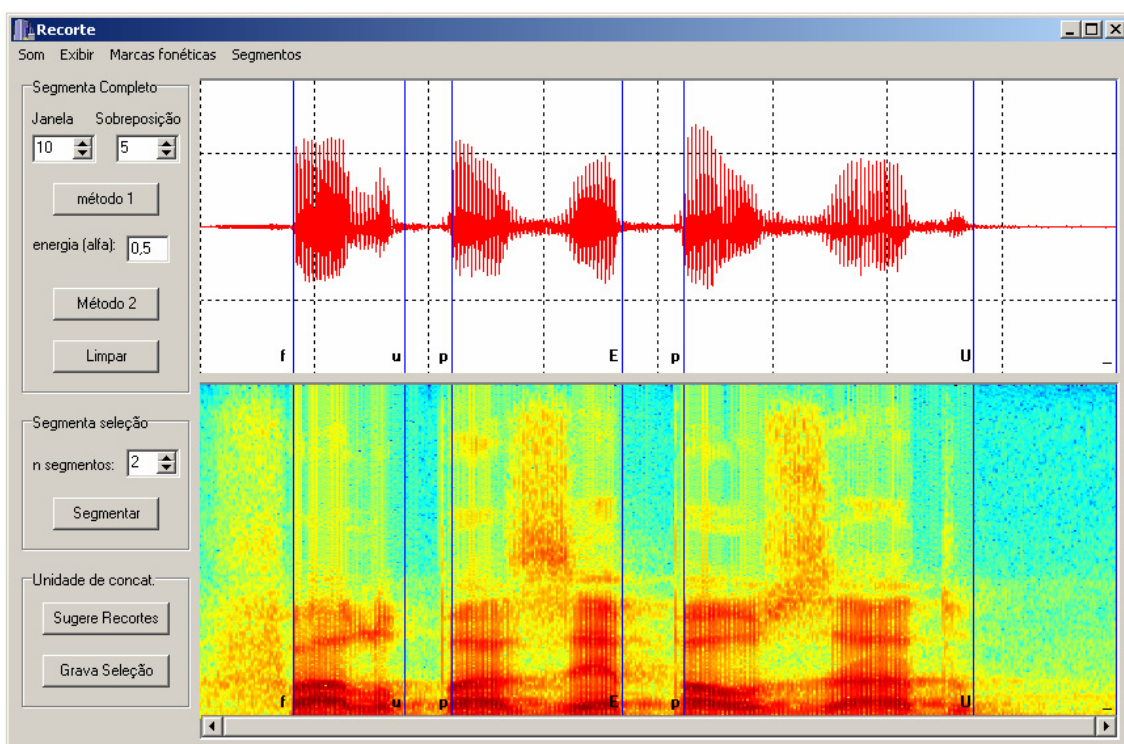 Recorte
Som Exibir Marcas fonéticas Segmentos
Segmenta Completo
Janela Sobreposição
10 5
método 1
energia (alfa): 0,5
Método 2
Limpar
f u p E p U _
Segmenta seleção
n segmentos: 2
Segmentar
Unidade de concat.
Sugere Recortes
Grava Seleção
f u p E p U _